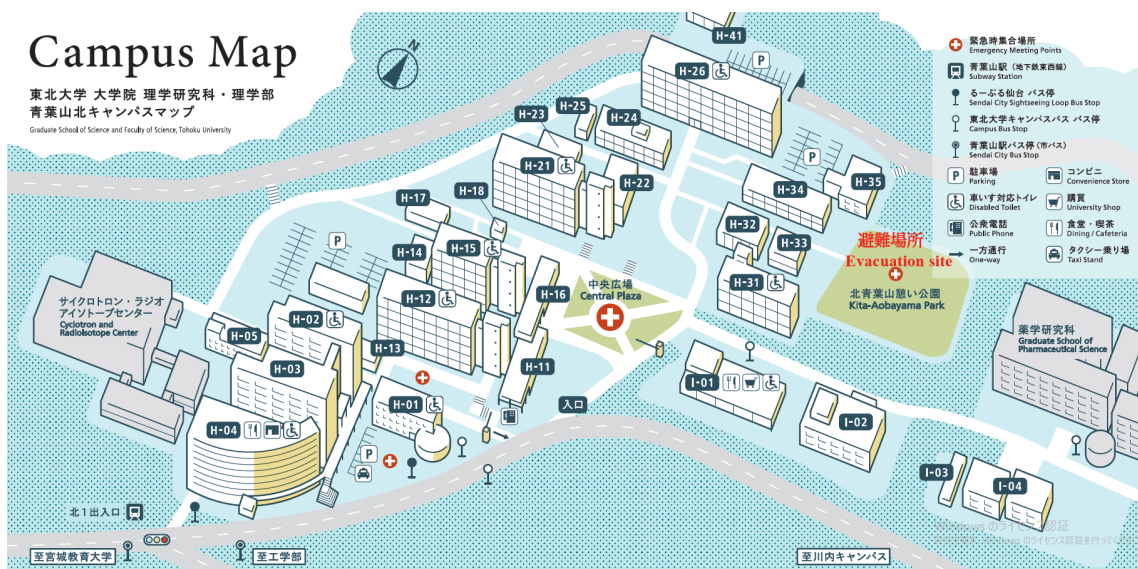 Campus Map
東北大学 大学院 理学研究科・理学部
青葉山北キャンパスマップ
Graduate School of Science and Faculty of Science, Tohoku University
N
H-41
H-26
P
緊急時集合場所
Emergency Meeting Points
青葉山駅(地下鉄東西線)
Subway Station
るーぷる仙台 バス停
Sendai City Sightseeing Loop Bus Stop
東北大学キャンパスバス バス停
Campus Bus Stop
青葉山駅バス停(市バス)
Sendai City Bus Stop
P
駐車場
Parking
コンビニ
Convenience Store
車いす対応トイレ
Disabled Toilet
購買
University Shop
公衆電話
Public Phone
食堂・喫茶
Dining / Cafeteria
一方通行
One-way
タクシー乗り場
Taxi Stand
H-25
H-24
H-23
H-21
H-22
P
H-34
H-35
H-18
H-17
H-32
H-33
避難場所
Evacuation site
北青葉山憩い公園
Kita-Aobayama Park
P
H-14
H-15
H-31
中央広場
Central Plaza
H-16
H-12
サイクロトロン・ラジオ
アイソトープセンター
Cyclotron and
Radioisotope Center
H-02
H-05
H-13
H-03
H-11
薬学研究科
Graduate School of
Pharmaceutical Science
I-01
H-01
入口
H-04
I-02
P
I-03
I-04
北1出入口
至宮城教育大学
至工学部
至川内キャンパス
Windows のライセンス認証